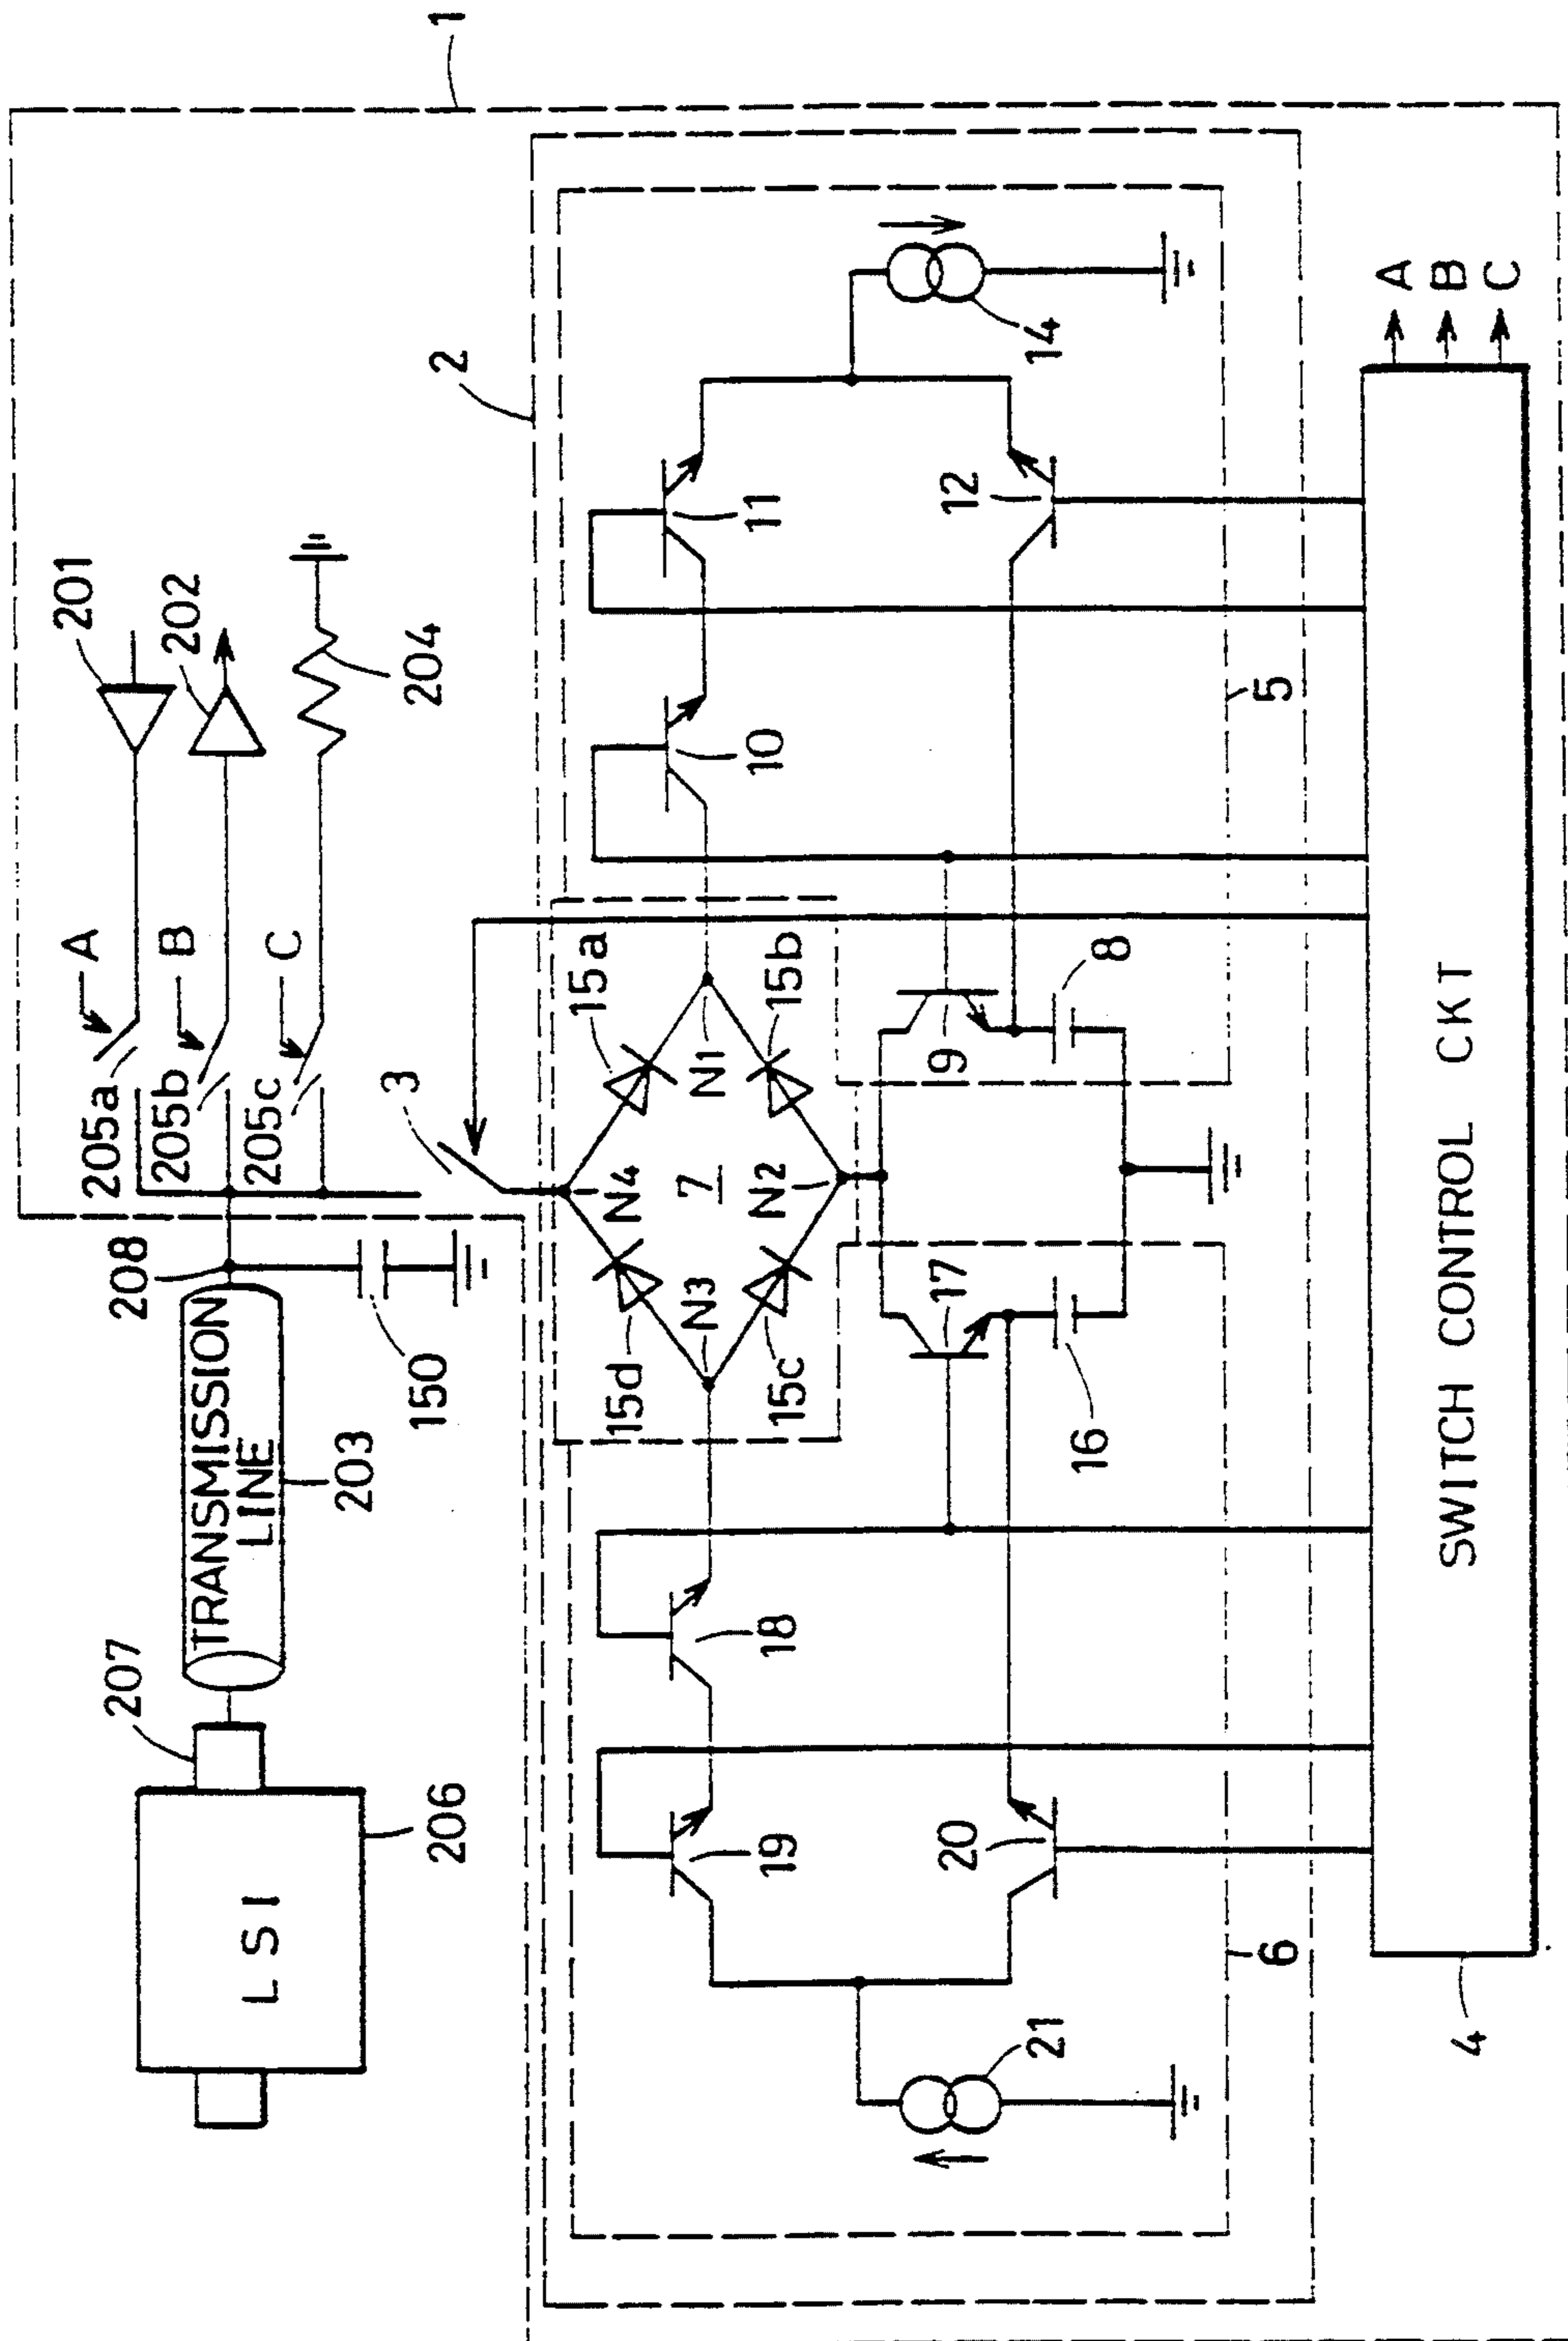 1
2
201
202
204
A
B
C
205a
205b
205c
3
208
TRANSMISSION
LINE
203
150
207
LSI
206
15a
15b
15c
15d
N1
N2
N3
N4
7
8
9
10
11
12
14
5
16
17
18
19
20
21
6
A
B
C
SWITCH CONTROL CKT
4